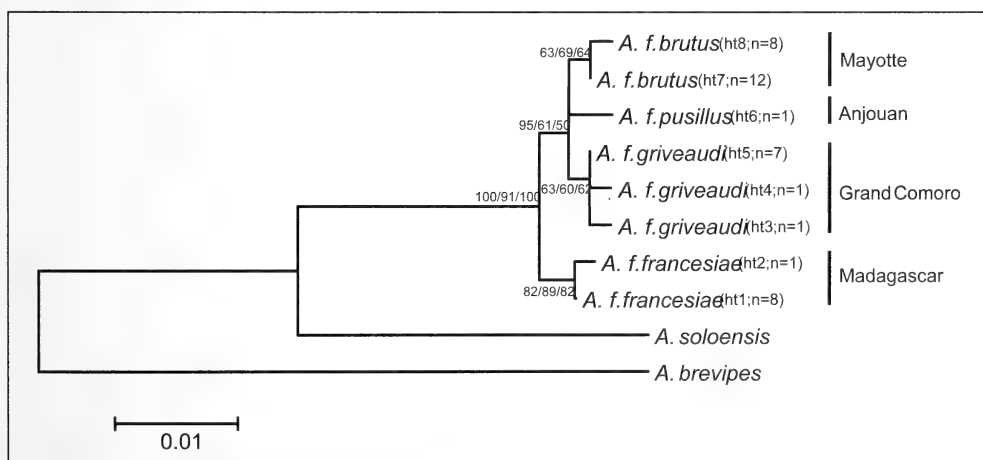 A. f.brutus(ht8;n=8)
63/69/64
Mayotte
A. f.brutus(ht7;n=12)
A. f.pusillus(ht6;n=1)
Anjouan
95/61/50
A. f.griveaudi(ht5;n=7)
63/60/62
A. f.griveaudi(ht4;n=1)
Grand Comoro
100/91/100
A. f.griveaudi(ht3;n=1)
A. f.francesiae(ht2;n=1)
Madagascar
82/89/82
A. f.francesiae(ht1;n=8)
A. soloensis
A. brevipes
0.01